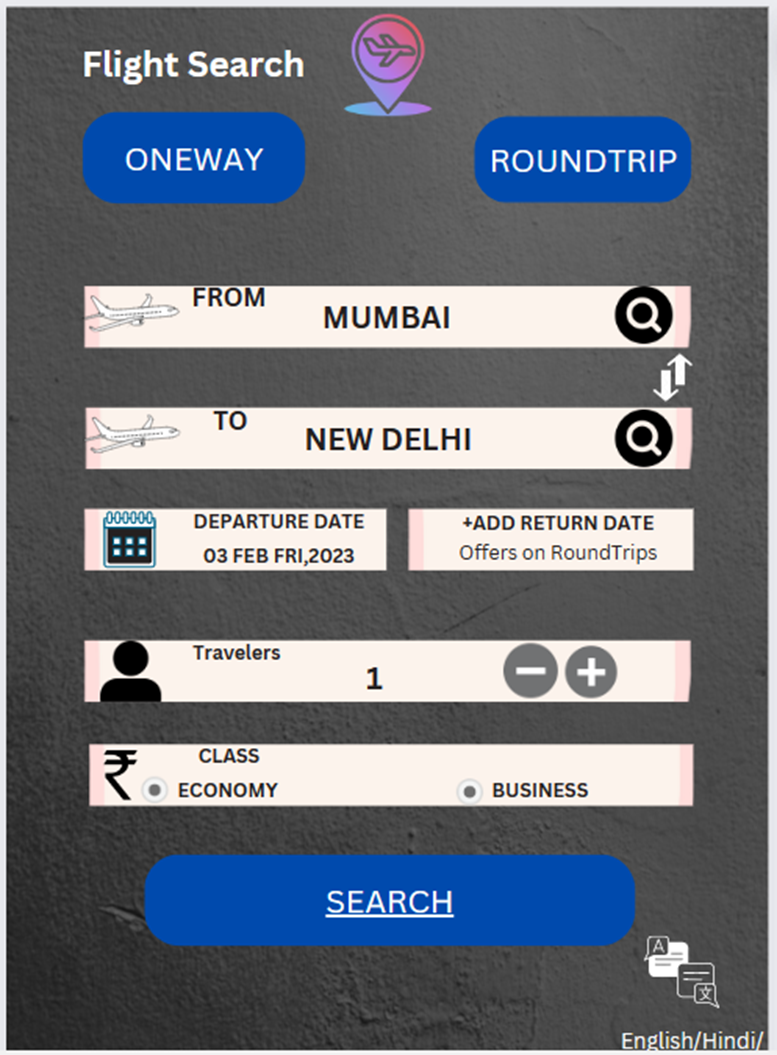 Flight Search
ONEWAY
ROUNDTRIP
FROM
MUMBAI
TO
NEW DELHI
DEPARTURE DATE
03 FEB FRI,2023
+ADD RETURN DATE
Offers on RoundTrips
Travelers
1
CLASS
ECONOMY
BUSINESS
SEARCH
A
文
English/Hindi/